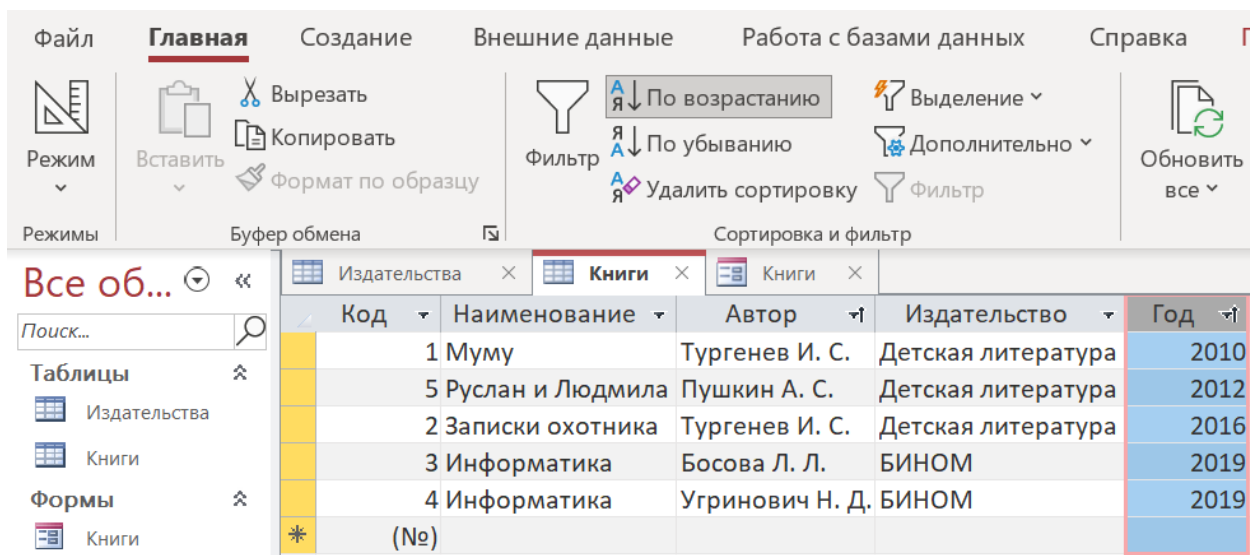 Файл Главная Создание Внешние данные Работа с базами данных Справка
Режим
Режимы
Вставить
Вырезать
Копировать
Формат по образцу
Буфер обмена
Фильтр
По возрастанию
По убыванию
Удалить сортировку
Выделение
Дополнительно
Фильтр
Сортировка и фильтр
Обновить
все
Все об...
Поиск...
Таблицы
Издательства
Книги
Формы
Книги
Издательства Книги Книги
Код Наименование Автор Издательство Год
1 Муму Тургенев И. С. Детская литература 2010
5 Руслан и Людмила Пушкин А. С. Детская литература 2012
2 Записки охотника Тургенев И. С. Детская литература 2016
3 Информатика Босова Л. Л. БИНОМ 2019
4 Информатика Угринович Н. Д. БИНОМ 2019
(№)